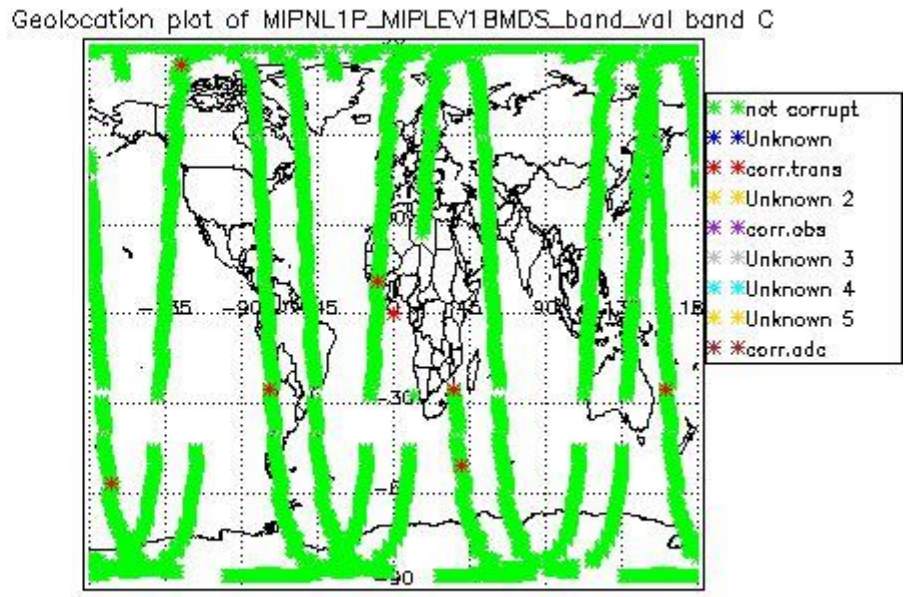 Geolocation plot of MIPNL1P_MIPLEV1BMDS_band_val band C
not corrupt
Unknown
corr.trans
Unknown 2
corr.obs
Unknown 3
Unknown 4
Unknown 5
corr.adc
-135
-90
45
90
-30
-90